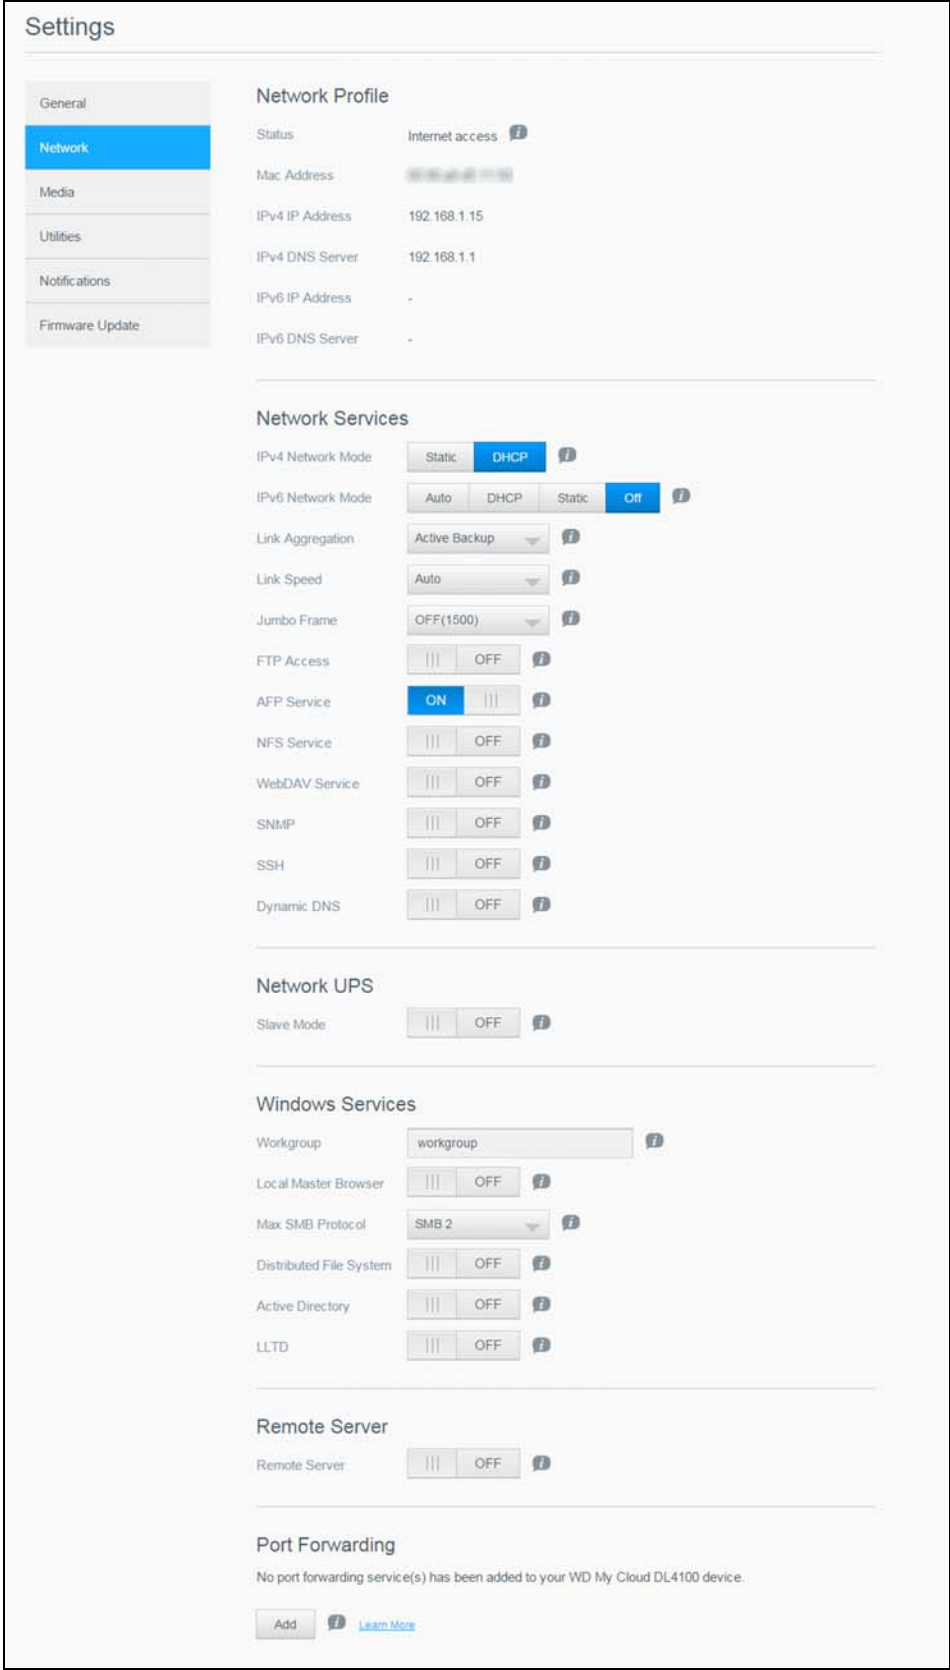 Settings
General
Network
Media
Utilities
Notifications
Firmware Update
Network Profile
Status Internet access
Mac Address
IPv4 IP Address 192.168.1.15
IPv4 DNS Server 192.168.1.1
IPv6 IP Address -
IPv6 DNS Server -
Network Services
IPv4 Network Mode Static DHCP
IPv6 Network Mode Auto DHCP Static Off
Link Aggregation Active Backup
Link Speed Auto
Jumbo Frame OFF(1500)
FTP Access OFF
AFP Service ON
NFS Service OFF
WebDAV Service OFF
SNMP OFF
SSH OFF
Dynamic DNS OFF
Network UPS
Slave Mode OFF
Windows Services
Workgroup workgroup
Local Master Browser OFF
Max SMB Protocol SMB 2
Distributed File System OFF
Active Directory OFF
LLTD OFF
Remote Server
Remote Server OFF
Port Forwarding
No port forwarding service(s) has been added to your WD My Cloud DL4100 device.
Add Learn More